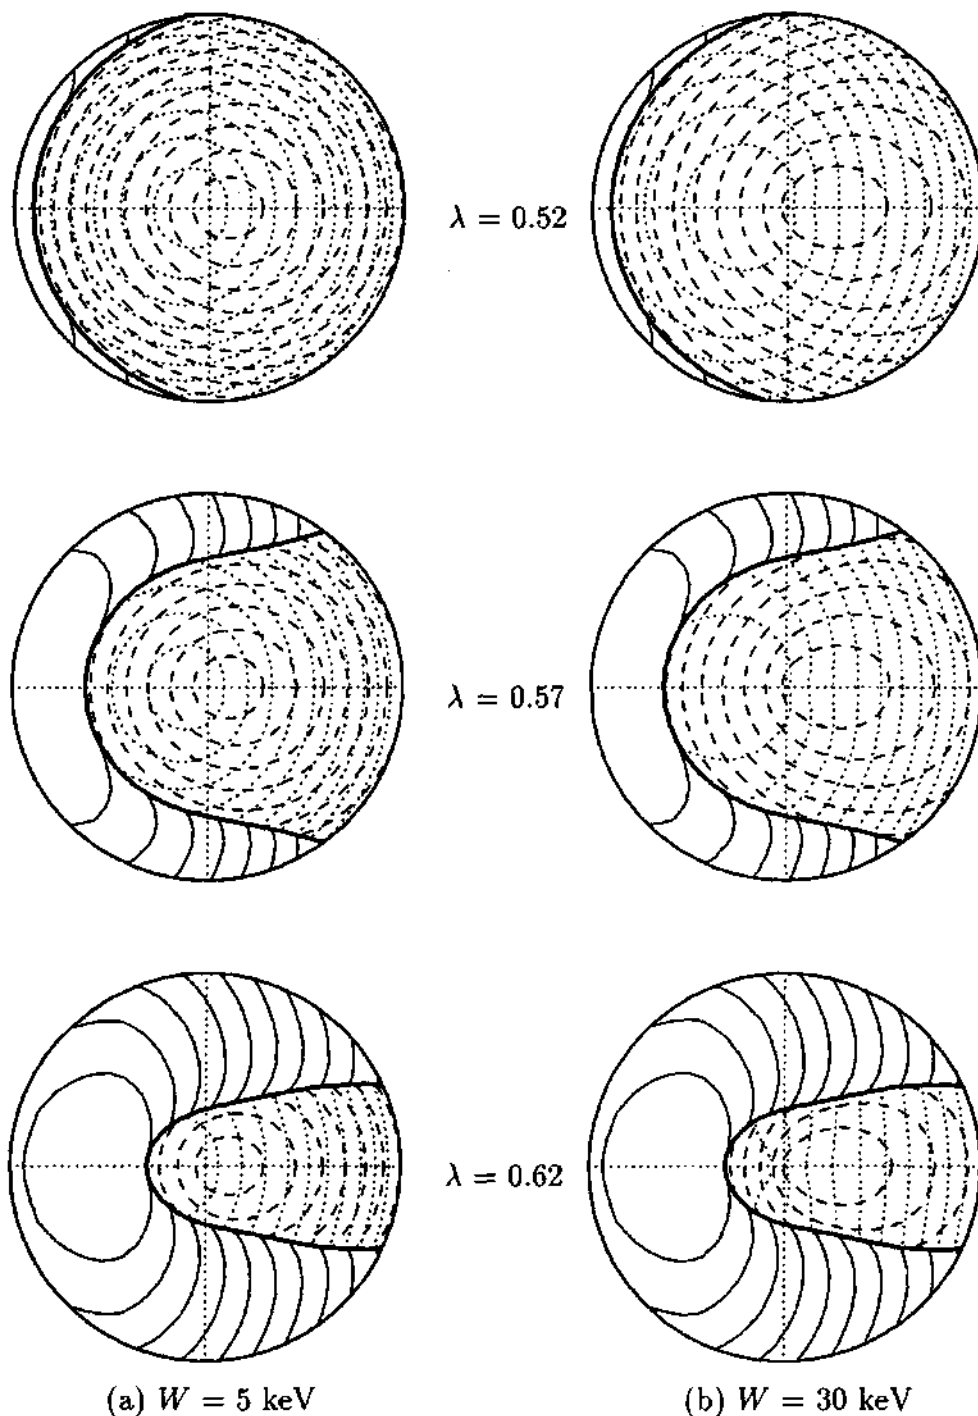 λ = 0.52
λ = 0.57
λ = 0.62
(a) W = 5 keV
(b) W = 30 keV